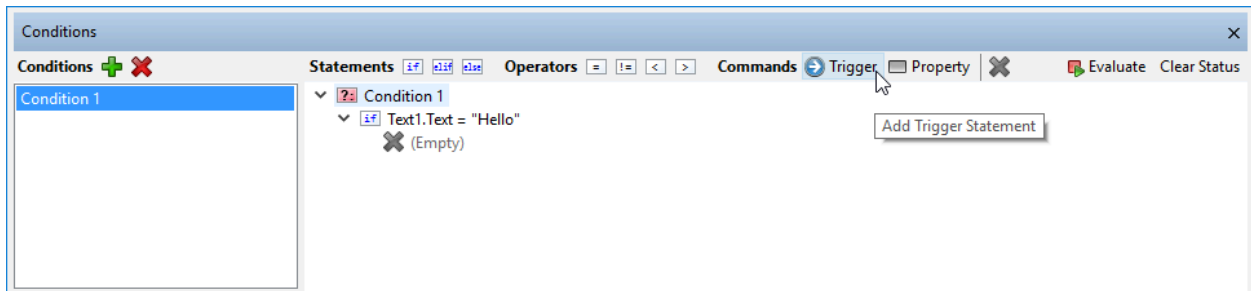 Conditions
Conditions Statements if elif else Operators = != < > Commands Trigger Property Evaluate Clear Status
Condition 1 ?: Condition 1
if Text1.Text = "Hello"
Add Trigger Statement
(Empty)